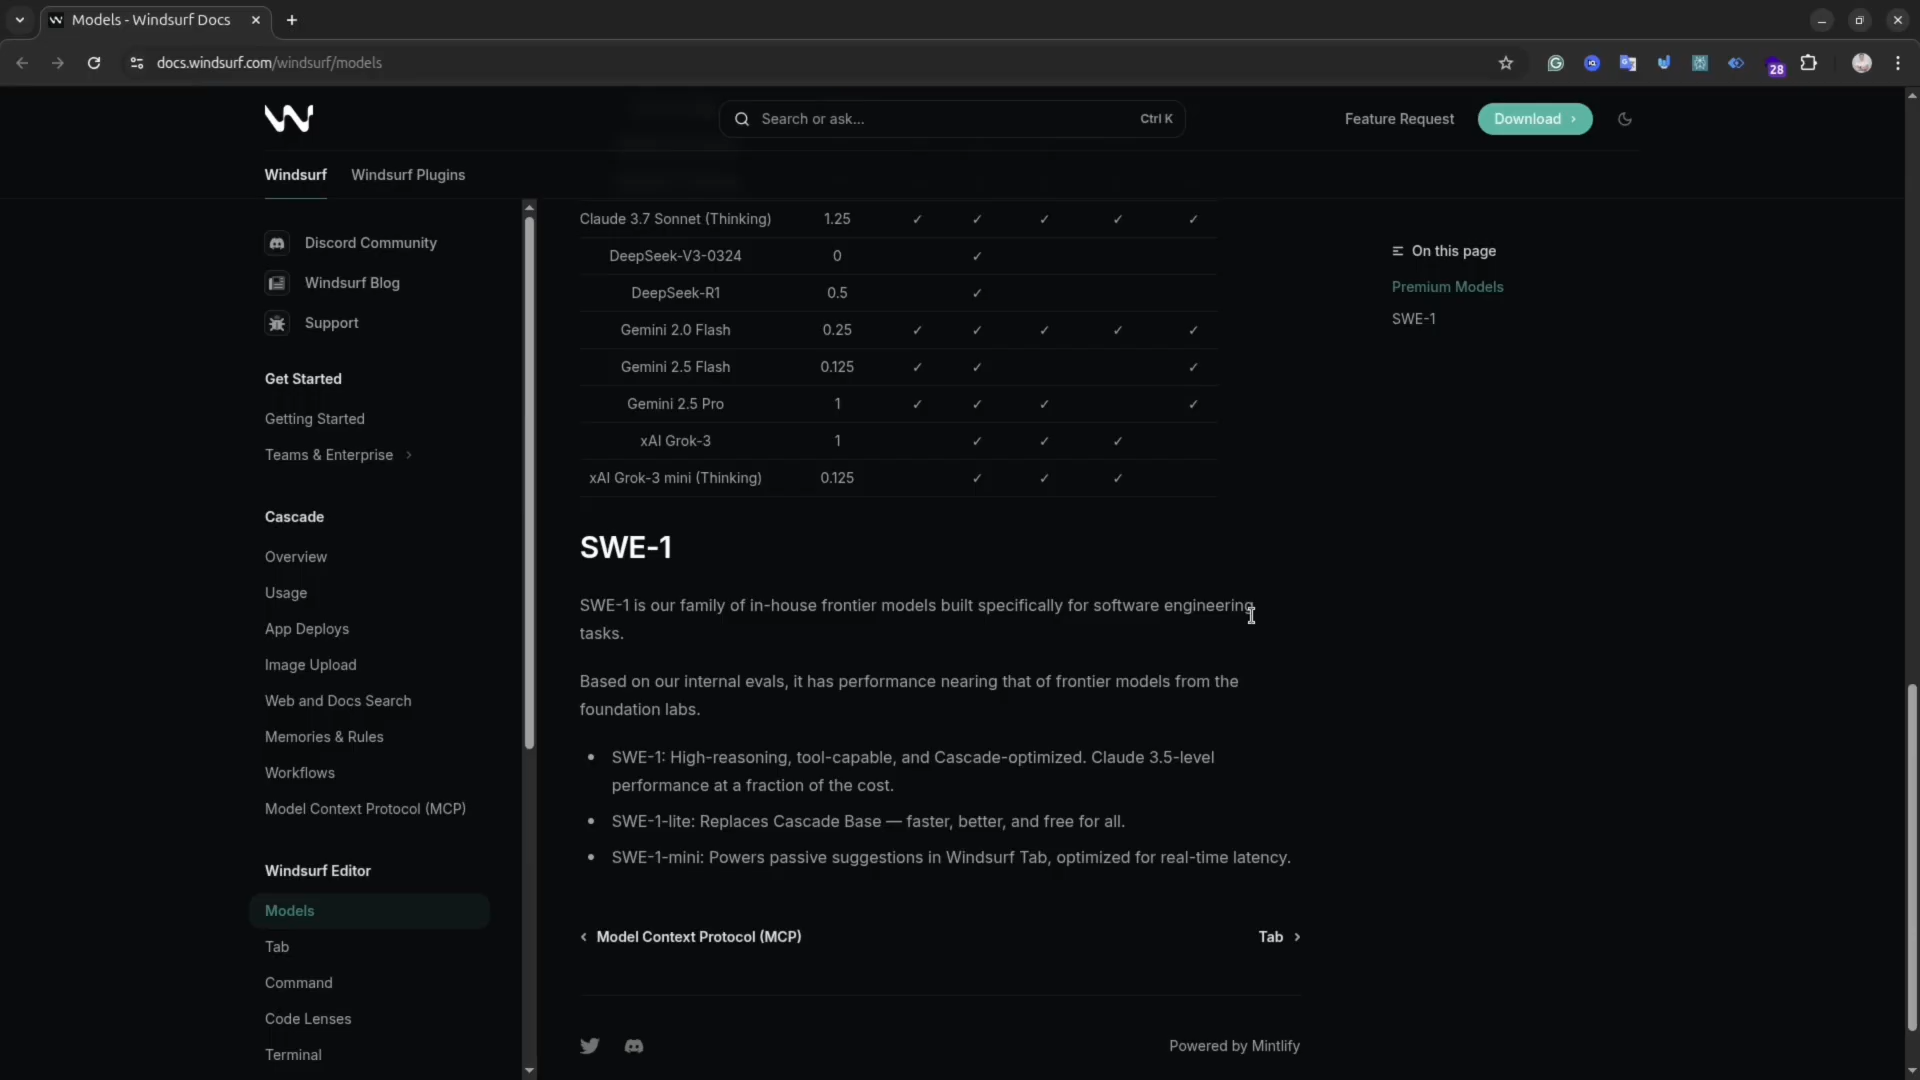 Models - Windsurf Docs
docs.windsurf.com/windsurf/models
28
Search or ask...
Ctrl K
Feature Request
Download
Windsurf
Windsurf Plugins
Discord Community
Windsurf Blog
Support
Get Started
Getting Started
Teams & Enterprise
Cascade
Overview
Usage
App Deploys
Image Upload
Web and Docs Search
Memories & Rules
Workflows
Model Context Protocol (MCP)
Windsurf Editor
Models
Tab
Command
Code Lenses
Terminal
Claude 3.7 Sonnet (Thinking) 1.25 ✓ ✓ ✓ ✓ ✓
DeepSeek-V3-0324 0 ✓
DeepSeek-R1 0.5 ✓
Gemini 2.0 Flash 0.25 ✓ ✓ ✓ ✓ ✓
Gemini 2.5 Flash 0.125 ✓ ✓ ✓
Gemini 2.5 Pro 1 ✓ ✓ ✓ ✓
xAI Grok-3 1 ✓ ✓ ✓
xAI Grok-3 mini (Thinking) 0.125 ✓ ✓ ✓
SWE-1
SWE-1 is our family of in-house frontier models built specifically for software engineering
tasks.
Based on our internal evals, it has performance nearing that of frontier models from the
foundation labs.
• SWE-1: High-reasoning, tool-capable, and Cascade-optimized. Claude 3.5-level
performance at a fraction of the cost.
• SWE-1-lite: Replaces Cascade Base — faster, better, and free for all.
• SWE-1-mini: Powers passive suggestions in Windsurf Tab, optimized for real-time latency.
Model Context Protocol (MCP)
Tab
Powered by Mintlify
On this page
Premium Models
SWE-1